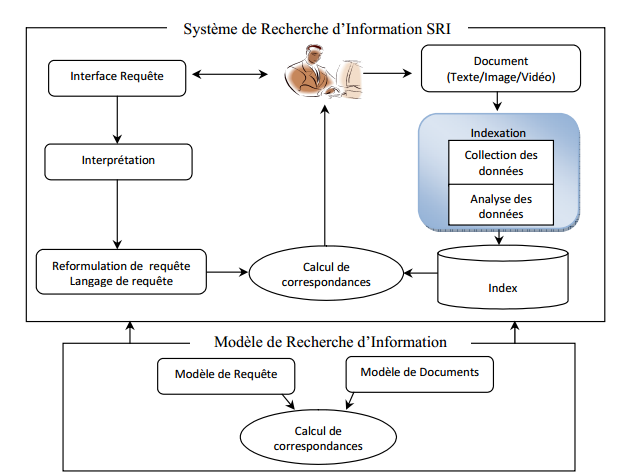 Système de Recherche d’Information SRI
Interface Requête
Document
(Texte/Image/Vidéo)
Indexation
Collection des
données
Analyse des
données
Interprétation
Reformulation de requête
Langage de requête
Calcul de
correspondances
Index
Modèle de Recherche d’Information
Modèle de Requête
Modèle de Documents
Calcul de
correspondances